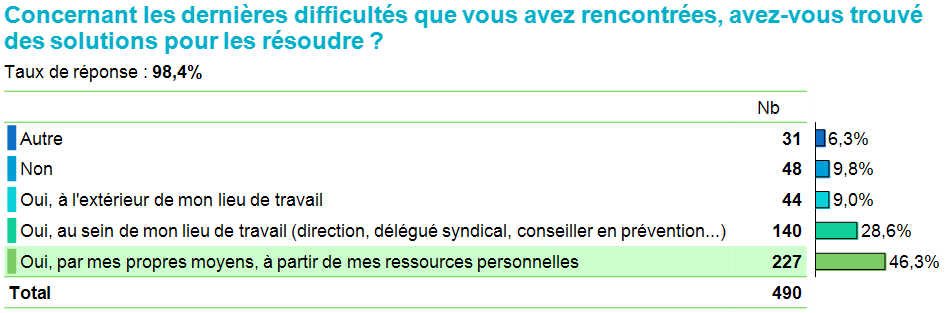 Concernant les dernières difficultés que vous avez rencontrées, avez-vous trouvé
des solutions pour les résoudre ?
Taux de réponse : 98,4%
Nb
Autre 31 6,3%
Non 48 9,8%
Oui, à l'extérieur de mon lieu de travail 44 9,0%
Oui, au sein de mon lieu de travail (direction, délégué syndical, conseiller en prévention...) 140 28,6%
Oui, par mes propres moyens, à partir de mes ressources personnelles 227 46,3%
Total 490